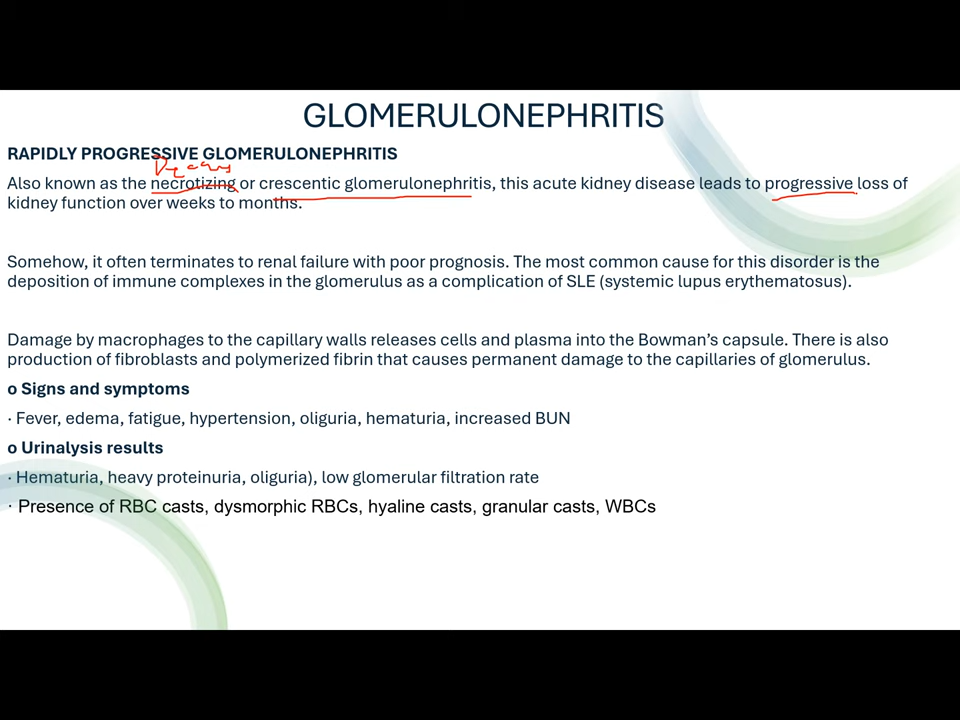 GLOMERULONEPHRITIS
RAPIDLY PROGRESSIVE GLOMERULONEPHRITIS
Also known as the necrotizing or crescentic glomerulonephritis, this acute kidney disease leads to progressive loss of
kidney function over weeks to months.
Somehow, it often terminates to renal failure with poor prognosis. The most common cause for this disorder is the
deposition of immune complexes in the glomerulus as a complication of SLE (systemic lupus erythematosus).
Damage by macrophages to the capillary walls releases cells and plasma into the Bowman’s capsule. There is also
production of fibroblasts and polymerized fibrin that causes permanent damage to the capillaries of glomerulus.
o Signs and symptoms
· Fever, edema, fatigue, hypertension, oliguria, hematuria, increased BUN
o Urinalysis results
· Hematuria, heavy proteinuria, oliguria), low glomerular filtration rate
· Presence of RBC casts, dysmorphic RBCs, hyaline casts, granular casts, WBCs